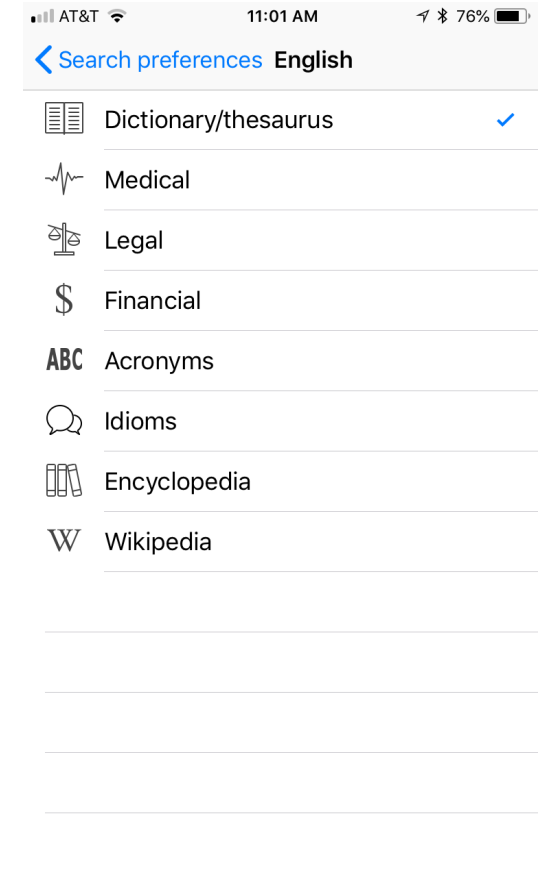 AT&T 11:01 AM 76%
Search preferences English
Dictionary/thesaurus
Medical
Legal
$ Financial
ABC Acronyms
Idioms
Encyclopedia
W Wikipedia